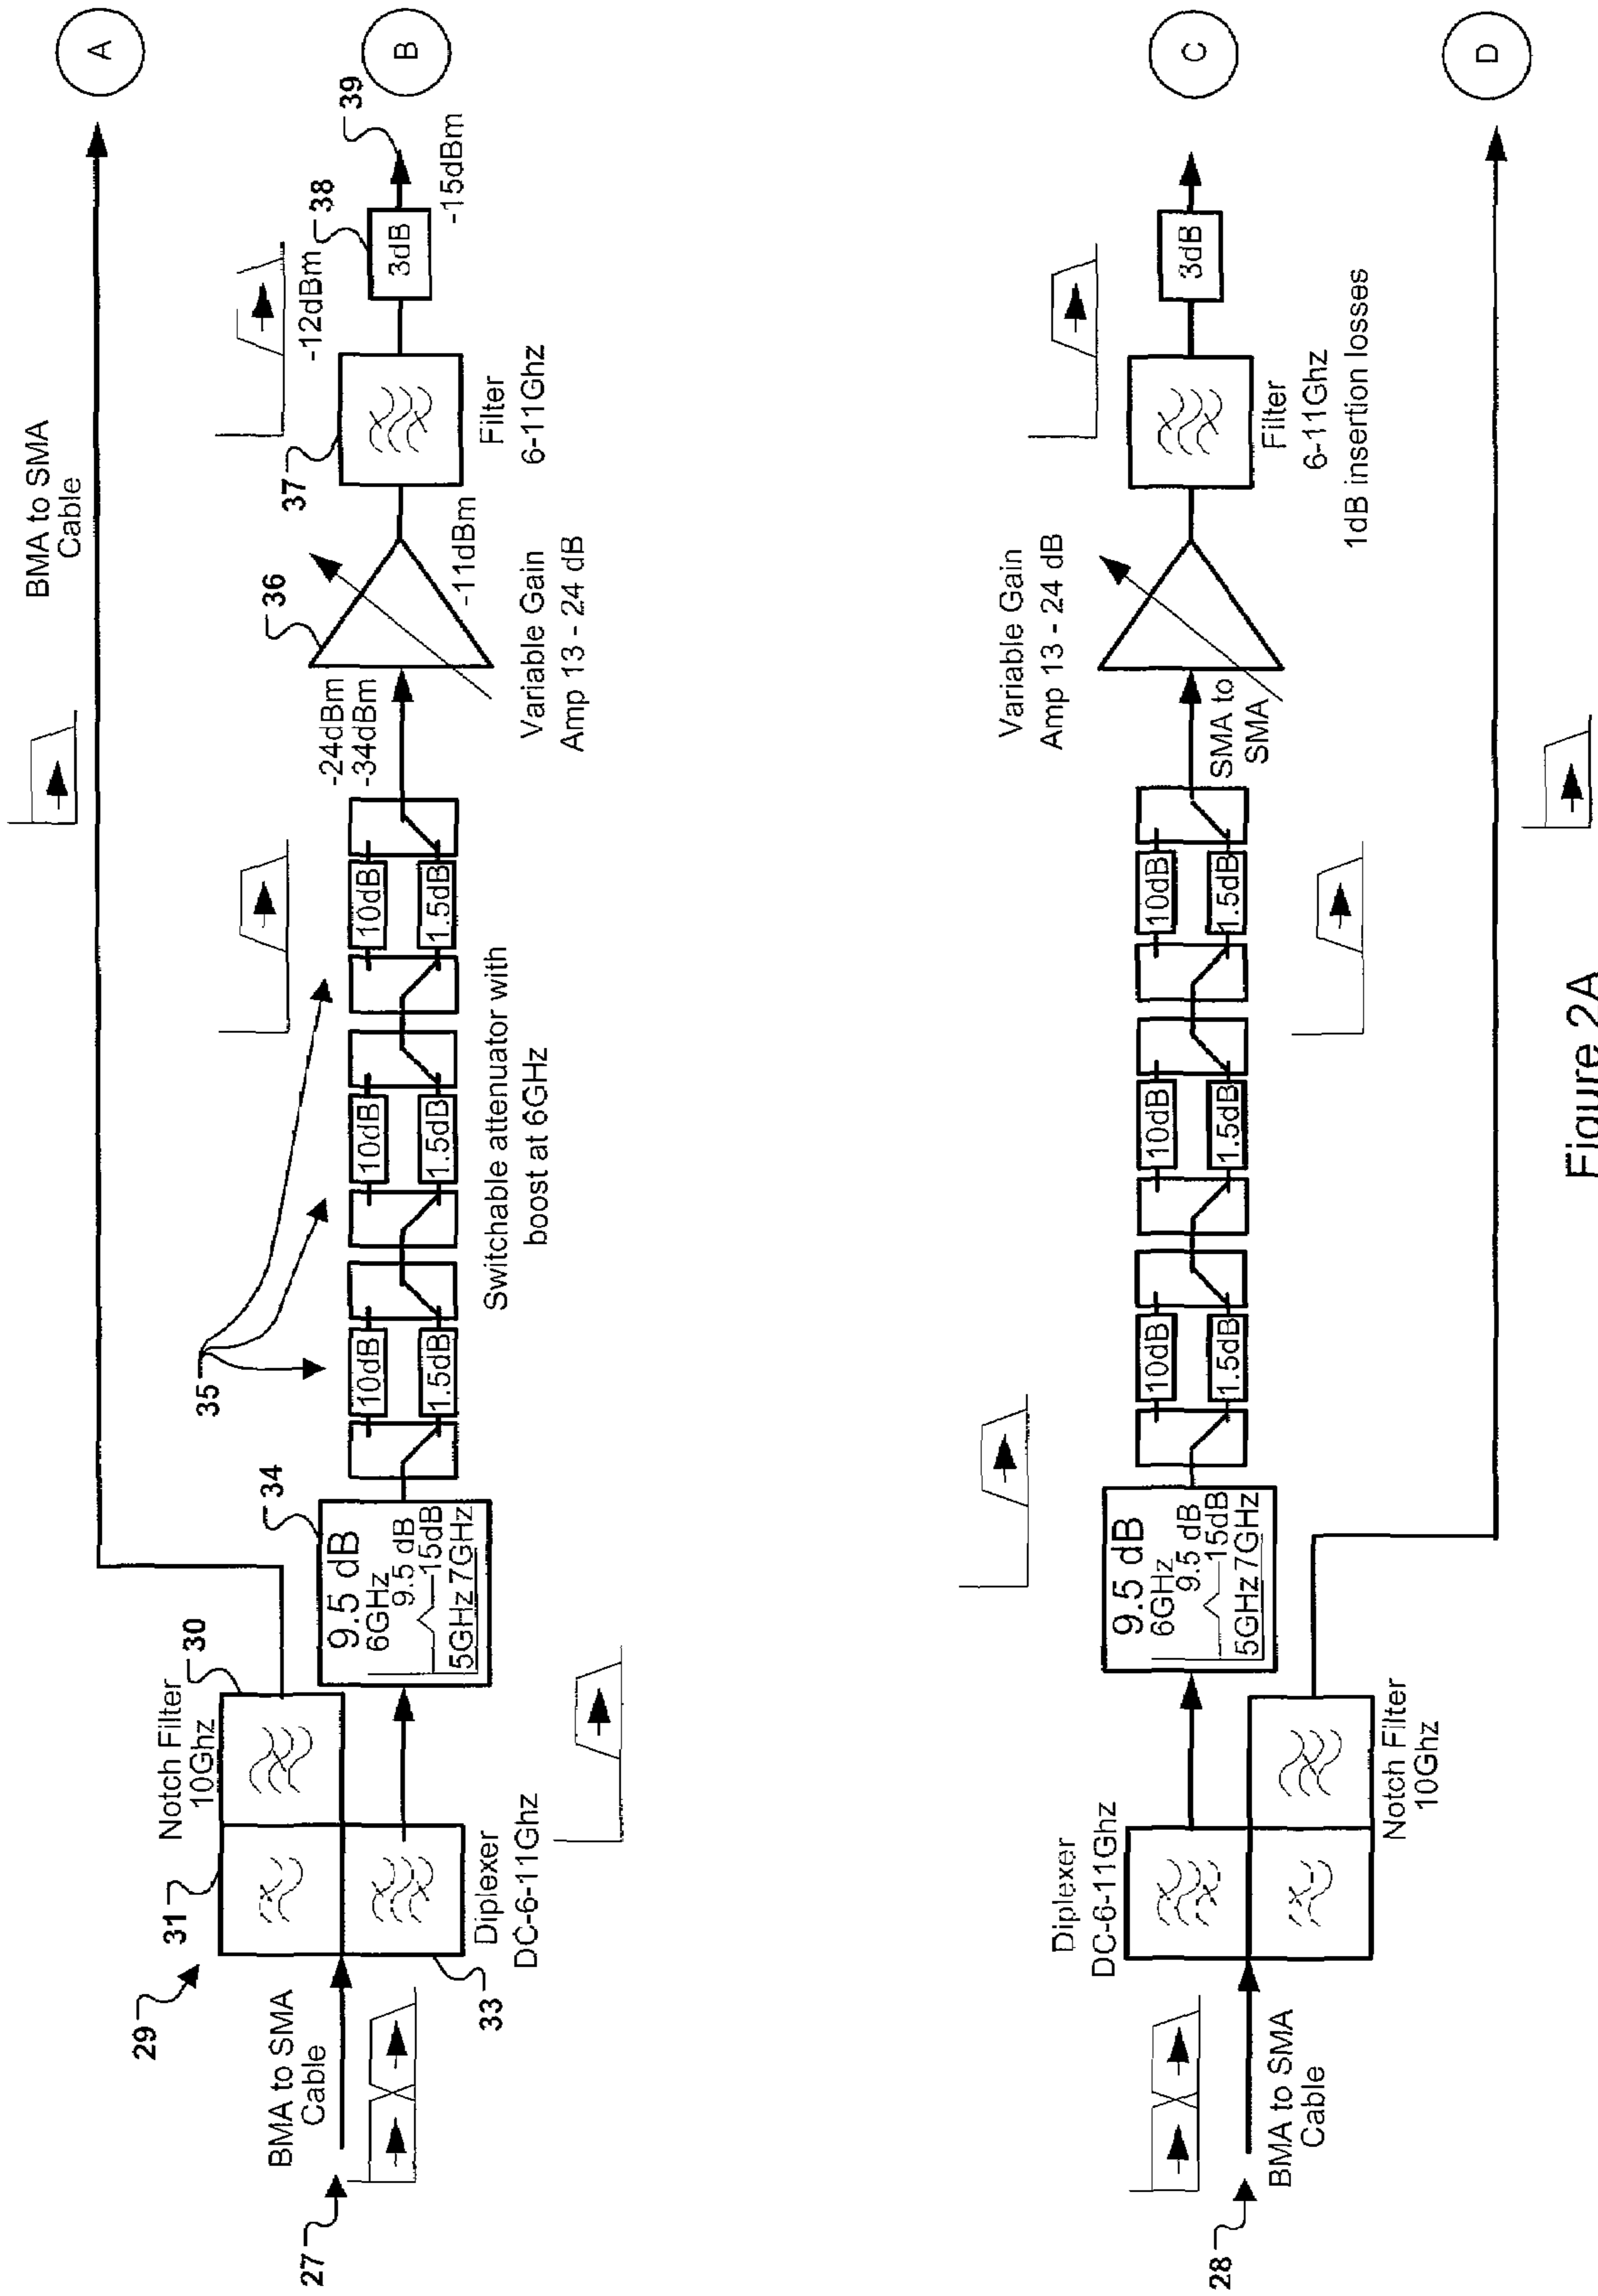 BMA to SMA
Cable
A
29
31
Notch Filter
10Ghz
30
27
BMA to SMA
Cable
33
Diplexer
DC-6-11Ghz
34
9.5 dB
6GHz
9.5 dB
15dB
5GHz 7GHz
35
10dB
1.5dB
10dB
1.5dB
10dB
1.5dB
Switchable attenuator with
boost at 6GHz
-24dBm
-34dBm
36
-11dBm
Variable Gain
Amp 13 - 24 dB
37
Filter
6-11Ghz
-12dBm
38
3dB
39
-15dBm
B
28
BMA to SMA
Cable
Diplexer
DC-6-11Ghz
Notch Filter
10Ghz
9.5 dB
6GHz
9.5 dB
15dB
5GHz 7GHz
10dB
1.5dB
10dB
1.5dB
10dB
1.5dB
SMA to
SMA
Variable Gain
Amp 13 - 24 dB
Filter
6-11Ghz
1dB insertion losses
3dB
C
D
Figure 2A